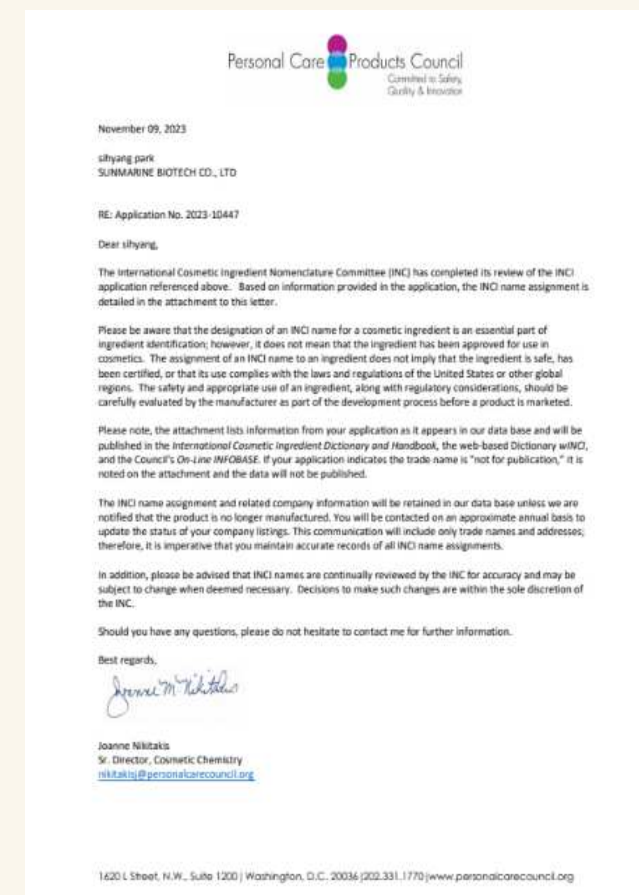 Personal Care Products Council
Committed to Safety,
Quality & Innovation
November 09, 2023
sihyang park
SUNMARINE BIOTECH CO., LTD
RE: Application No. 2023-10447
Dear sihyang,
The International Cosmetic Ingredient Nomenclature Committee (INC) has completed its review of the INCI
application referenced above. Based on information provided in the application, the INCI name assignment is
detailed in the attachment to this letter.
Please be aware that the designation of an INCI name for a cosmetic ingredient is an essential part of
ingredient identification; however, it does not mean that the ingredient has been approved for use in
cosmetics. The assignment of an INCI name to an ingredient does not imply that the ingredient is safe, has
been certified, or that its use complies with the laws and regulations of the United States or other global
regions. The safety and appropriate use of an ingredient, along with regulatory considerations, should be
carefully evaluated by the manufacturer as part of the development process before a product is marketed.
Please note, the attachment lists information from your application as it appears in our data base and will be
published in the International Cosmetic Ingredient Dictionary and Handbook, the web-based Dictionary wINCI,
and the Council's On-Line INFOBASE. If your application indicates the trade name is "not for publication," it is
noted on the attachment and the data will not be published.
The INCI name assignment and related company information will be retained in our data base unless we are
notified that the product is no longer manufactured. You will be contacted on an approximate annual basis to
update the status of your company listings. This communication will include only trade names and addresses;
therefore, it is imperative that you maintain accurate records of all INCI name assignments.
In addition, please be advised that INCI names are continually reviewed by the INC for accuracy and may be
subject to change when deemed necessary. Decisions to make such changes are within the sole discretion of
the INC.
Should you have any questions, please do not hesitate to contact me for further information.
Best regards,
Joanne M Nikitakis
Joanne Nikitakis
Sr. Director, Cosmetic Chemistry
nikitakisj@personalcarecouncil.org
1620 L Street, N.W., Suite 1200 | Washington, D.C. 20036 |202.331.1770 |www.personalcarecouncil.org